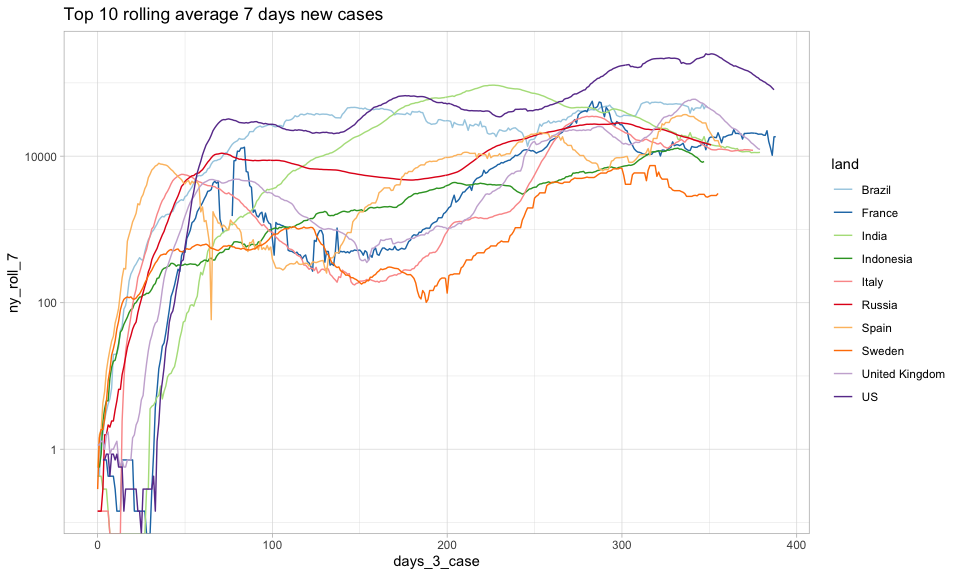 Top 10 rolling average 7 days new cases
ny_roll_7
10000
100
1
0 100 200 300 400
days_3_case
land
Brazil
France
India
Indonesia
Italy
Russia
Spain
Sweden
United Kingdom
US